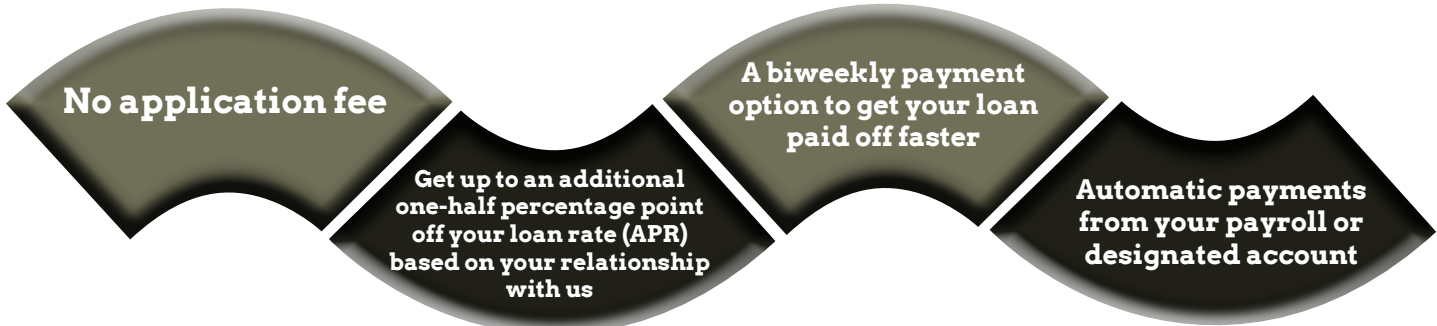 No application fee
Get up to an additional
one-half percentage point
off your loan rate (APR)
based on your relationship
with us
A biweekly payment
option to get your loan
paid off faster
Automatic payments
from your payroll or
designated account